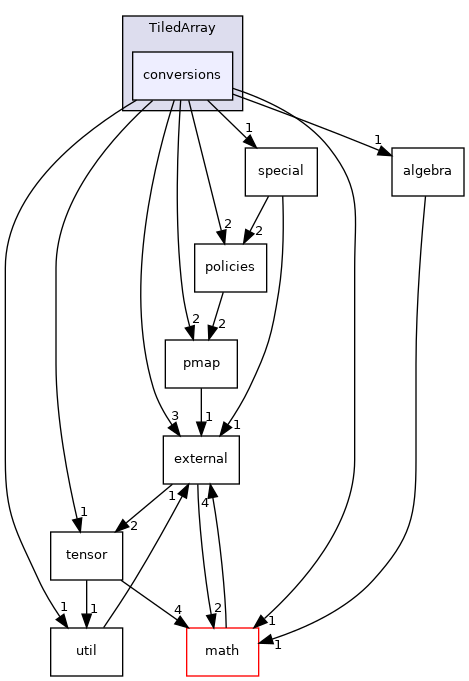 TiledArray
conversions
1
special
1
algebra
2
2
policies
2
2
pmap
3
1
1
external
1
4
1
2
tensor
1
1
4
2
1
1
util
math